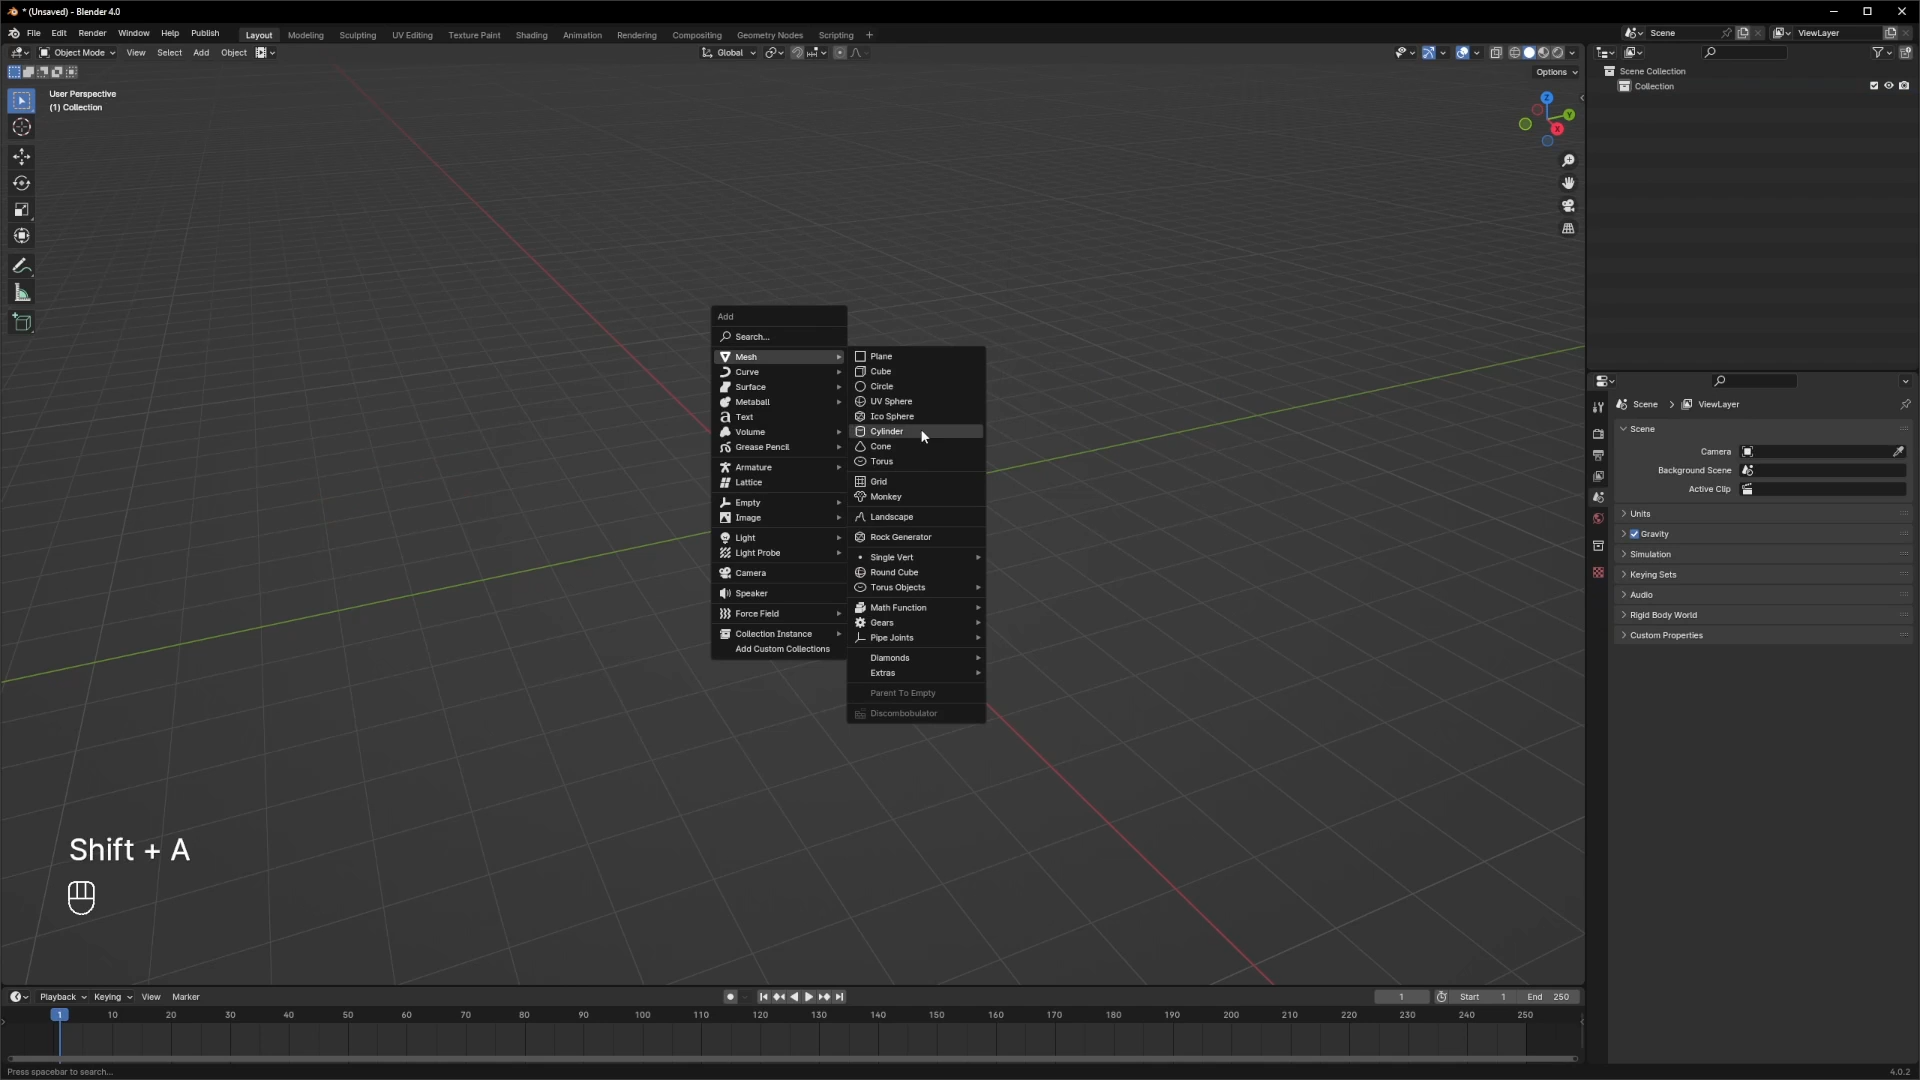 * (Unsaved) - Blender 4.0
File Edit Render Window Help Publish Layout Modeling Sculpting UV Editing Texture Paint Shading Animation Rendering Compositing Geometry Nodes Scripting + Scene ViewLayer
Object Mode View Select Add Object Global
Options
User Perspective
(1) Collection
Z
Y
X
Scene Collection
Collection
Add
Search...
Mesh
Curve
Surface
Metaball
Text
Volume
Grease Pencil
Armature
Lattice
Empty
Image
Light
Light Probe
Camera
Speaker
Force Field
Collection Instance
Add Custom Collections
Plane
Cube
Circle
UV Sphere
Ico Sphere
Cylinder
Cone
Torus
Grid
Monkey
Landscape
Rock Generator
Single Vert
Round Cube
Torus Objects
Math Function
Gears
Pipe Joints
Diamonds
Extras
Parent To Empty
Discombobulator
Scene > ViewLayer
Scene
Camera
Background Scene
Active Clip
Units
Gravity
Simulation
Keying Sets
Audio
Rigid Body World
Custom Properties
Shift + A
Playback Keying View Marker 1 Start 1 End 250
1 10 20 30 40 50 60 70 80 90 100 110 120 130 140 150 160 170 180 190 200 210 220 230 240 250
Press spacebar to search... 4.0.2